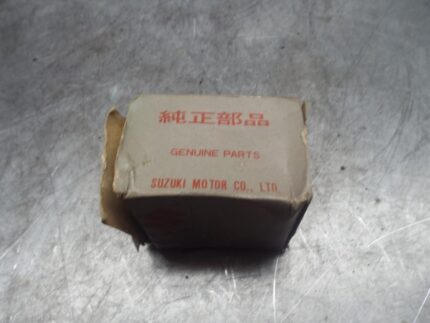 純正部品
GENUINE PARTS
SUZUKI MOTOR CO., LTD.